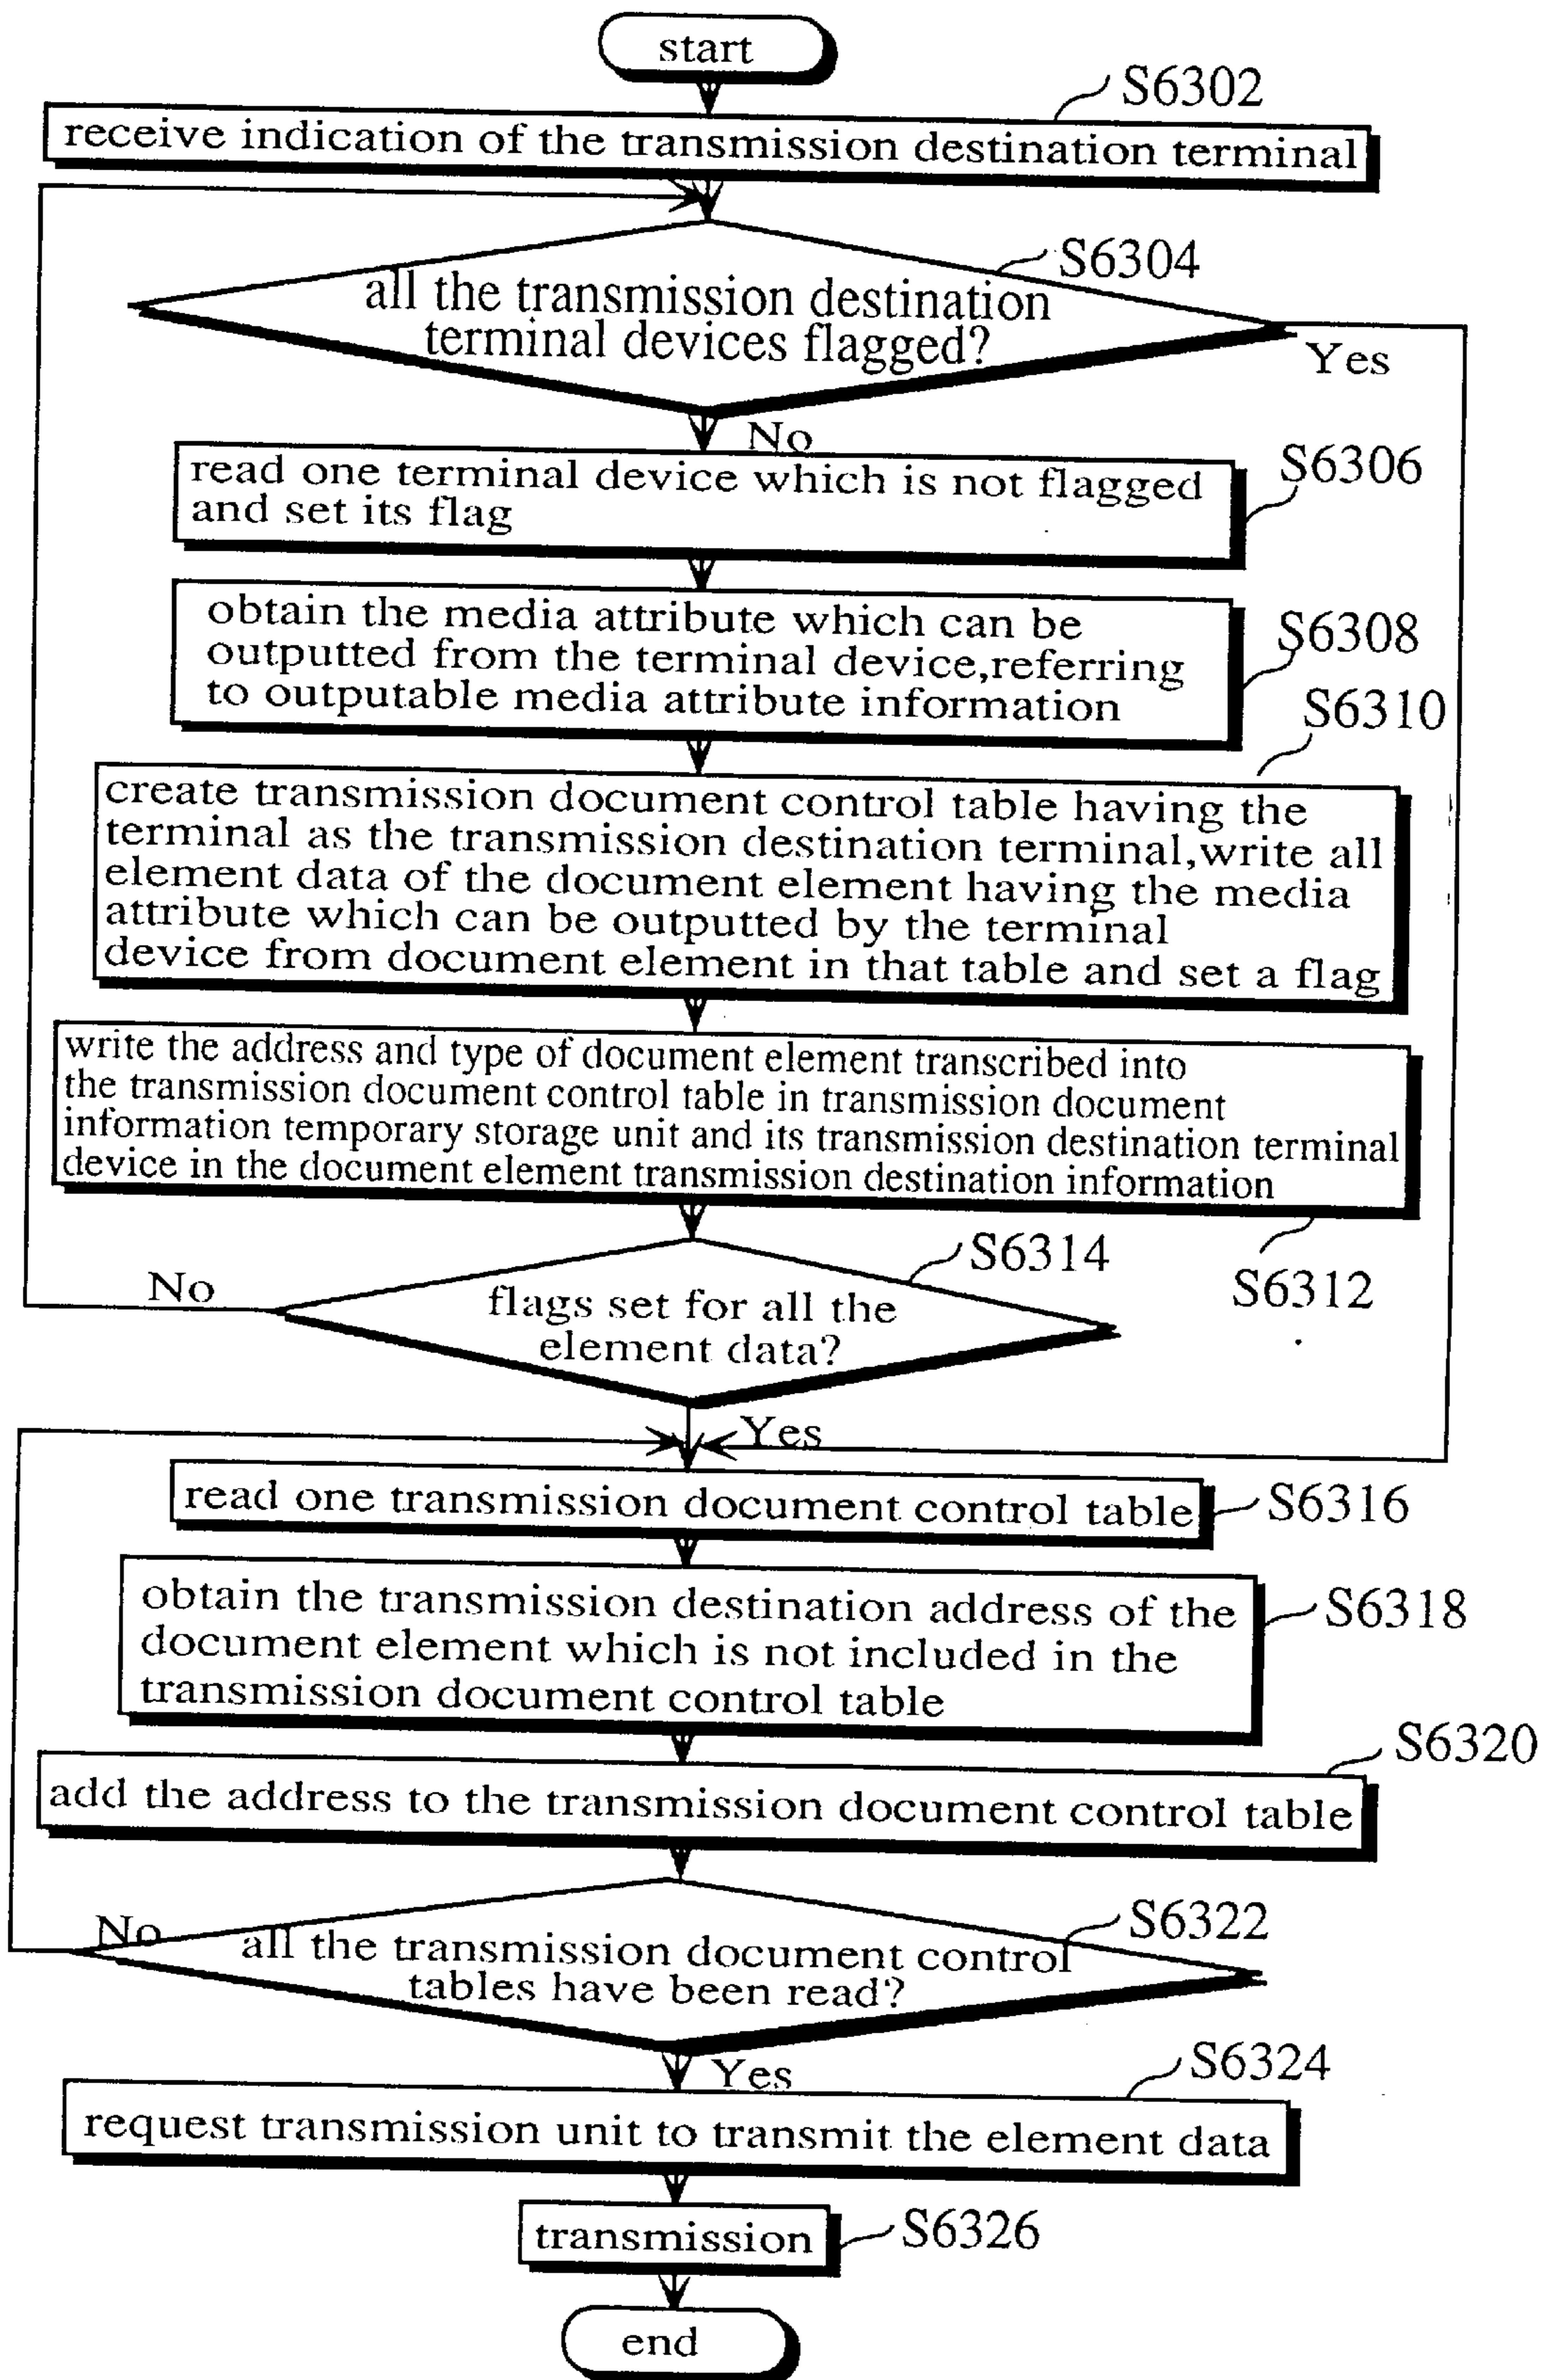 start
S6302
receive indication of the transmission destination terminal
S6304
all the transmission destination
terminal devices flagged?
Yes
No
read one terminal device which is not flagged
and set its flag
S6306
obtain the media attribute which can be
outputted from the terminal device,referring
to outputable media attribute information
S6308
S6310
create transmission document control table having the
terminal as the transmission destination terminal,write all
element data of the document element having the media
attribute which can be outputted by the terminal
device from document element in that table and set a flag
write the address and type of document element transcribed into
the transmission document control table in transmission document
information temporary storage unit and its transmission destination terminal
device in the document element transmission destination information
S6312
S6314
No
flags set for all the
element data?
Yes
read one transmission document control table
S6316
obtain the transmission destination address of the
document element which is not included in the
transmission document control table
S6318
S6320
add the address to the transmission document control table
S6322
No
all the transmission document control
tables have been read?
Yes
S6324
request transmission unit to transmit the element data
transmission
S6326
end